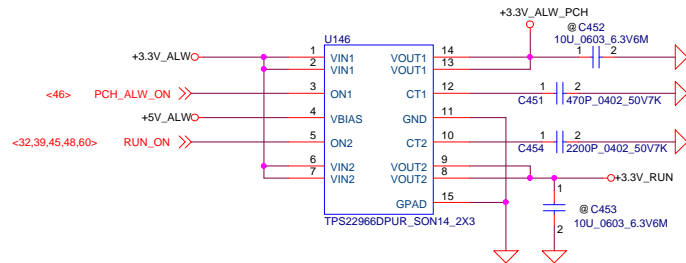 +3.3V_ALW_PCH
@ C452
10U_0603_6.3V6M
1 2
U146
+3.3V_ALW
1 VIN1 VOUT1 14
2 VIN1 VOUT1 13
<46> PCH_ALW_ON 3 ON1 CT1 12
1 2
C451 470P_0402_50V7K
+5V_ALW 4 VBIAS GND 11
<32,39,45,48,60> RUN_ON 5 ON2 CT2 10
1 2
C454 2200P_0402_50V7K
6 VIN2 VOUT2 9
7 VIN2 VOUT2 8
+3.3V_RUN
GPAD 15
1
@ C453
10U_0603_6.3V6M
2
TPS22966DPUR_SON14_2X3